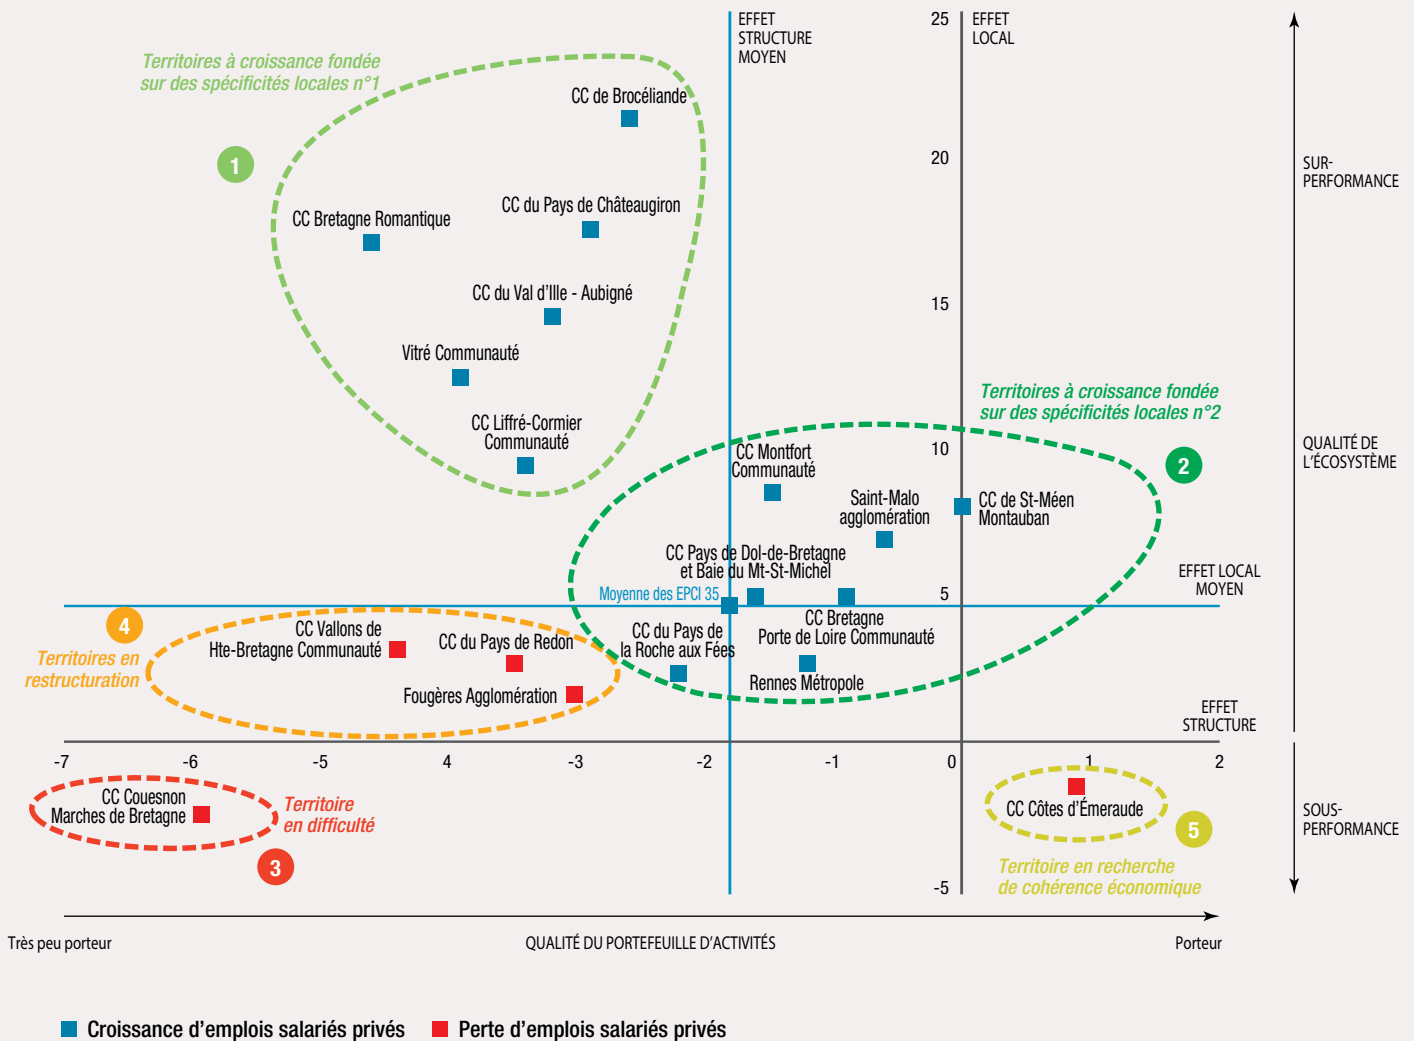 EFFET
STRUCTURE
MOYEN
25
EFFET
LOCAL
Territoires à croissance fondée
sur des spécificités locales n°1
CC de Brocéliande
1
20
SUR-
PERFORMANCE
CC Bretagne Romantique
CC du Pays de Châteaugiron
CC du Val d'Ille - Aubigné
15
Vitré Communauté
CC Liffré-Cormier
Communauté
Territoires à croissance fondée
sur des spécificités locales n°2
10
QUALITÉ DE
L'ÉCOSYSTÈME
2
CC Montfort
Communauté
Saint-Malo
agglomération
CC de St-Méen
Montauban
CC Pays de Dol-de-Bretagne
et Baie du Mt-St-Michel
Moyenne des EPCI 35
5
EFFET LOCAL
MOYEN
4
CC Vallons de
Hte-Bretagne Communauté
CC du Pays de Redon
CC du Pays de
la Roche aux Fées
CC Bretagne
Porte de Loire Communauté
Territoires en
restructuration
Fougères Agglomération
Rennes Métropole
EFFET
STRUCTURE
-7
-6
-5
4
-3
-2
-1
0
1
2
CC Couesnon
Marches de Bretagne
Territoire
en difficulté
3
CC Côtes d'Émeraude
5
SOUS-
PERFORMANCE
Territoire en recherche
de cohérence économique
-5
Très peu porteur
QUALITÉ DU PORTEFEUILLE D'ACTIVITÉS
Porteur
Croissance d'emplois salariés privés
Perte d'emplois salariés privés